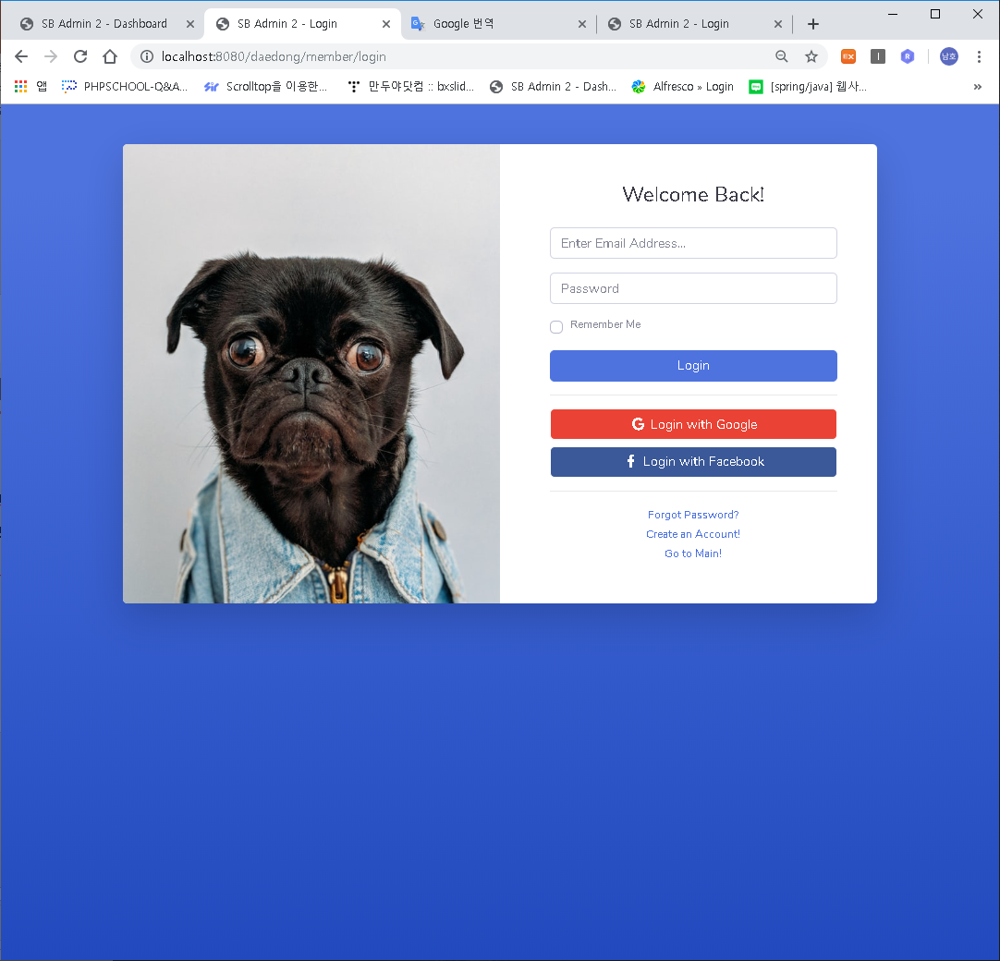 SB Admin 2 - Dashboard
SB Admin 2 - Login
Google 번역
SB Admin 2 - Login
localhost:8080/daedong/member/login
EX
I
R
남호
앱
PHPSCHOOL-Q&A...
Scrolltop을 이용한...
만두야닷컴 :: bxslid...
SB Admin 2 - Dash...
Alfresco » Login
[spring/java] 웹사...
Welcome Back!
Enter Email Address...
Password
Remember Me
Login
G Login with Google
f Login with Facebook
Forgot Password?
Create an Account!
Go to Main!